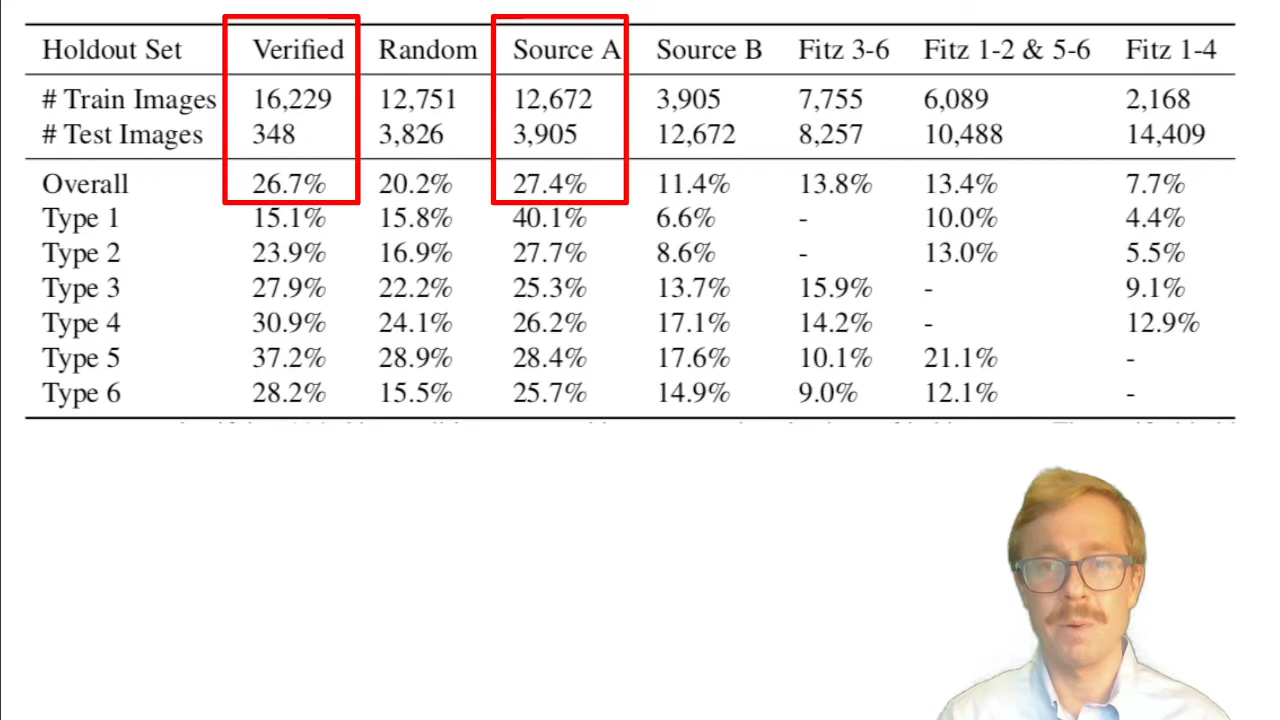 Holdout Set Verified Random Source A Source B Fitz 3-6 Fitz 1-2 & 5-6 Fitz 1-4
# Train Images 16,229 12,751 12,672 3,905 7,755 6,089 2,168
# Test Images 348 3,826 3,905 12,672 8,257 10,488 14,409
Overall 26.7% 20.2% 27.4% 11.4% 13.8% 13.4% 7.7%
Type 1 15.1% 15.8% 40.1% 6.6% - 10.0% 4.4%
Type 2 23.9% 16.9% 27.7% 8.6% - 13.0% 5.5%
Type 3 27.9% 22.2% 25.3% 13.7% 15.9% - 9.1%
Type 4 30.9% 24.1% 26.2% 17.1% 14.2% - 12.9%
Type 5 37.2% 28.9% 28.4% 17.6% 10.1% 21.1% -
Type 6 28.2% 15.5% 25.7% 14.9% 9.0% 12.1% -